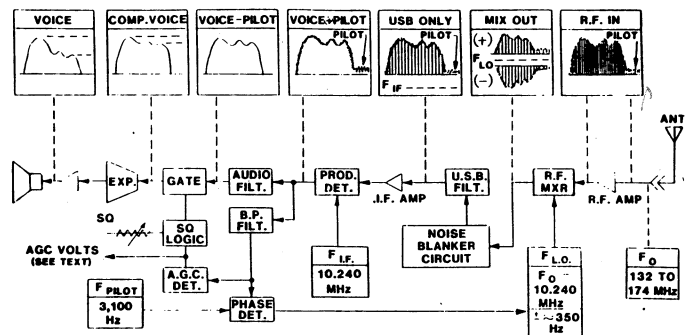 VOICE
COMP. VOICE
VOICE-PILOT
VOICE+PILOT
PILOT
USB ONLY
PILOT
F IF
MIX OUT
(+)
F LO
(-)
R.F. IN
PILOT
ANT
EXP.
GATE
AUDIO
FILT.
PROD.
DET.
.I.F. AMP
U.S.B.
FILT.
R.F.
MXR
R.F. AMP
SQ
SQ
LOGIC
B.P.
FILT.
AGC VOLTS
(SEE TEXT)
A.G.C.
DET.
F I.F.
10.240
MHz
NOISE
BLANKER
CIRCUIT
F L.O.
F O -
10.240
MHz
± ~350
Hz
F O
132 TO
174 MHz
F PILOT
3,100
Hz
PHASE DET.